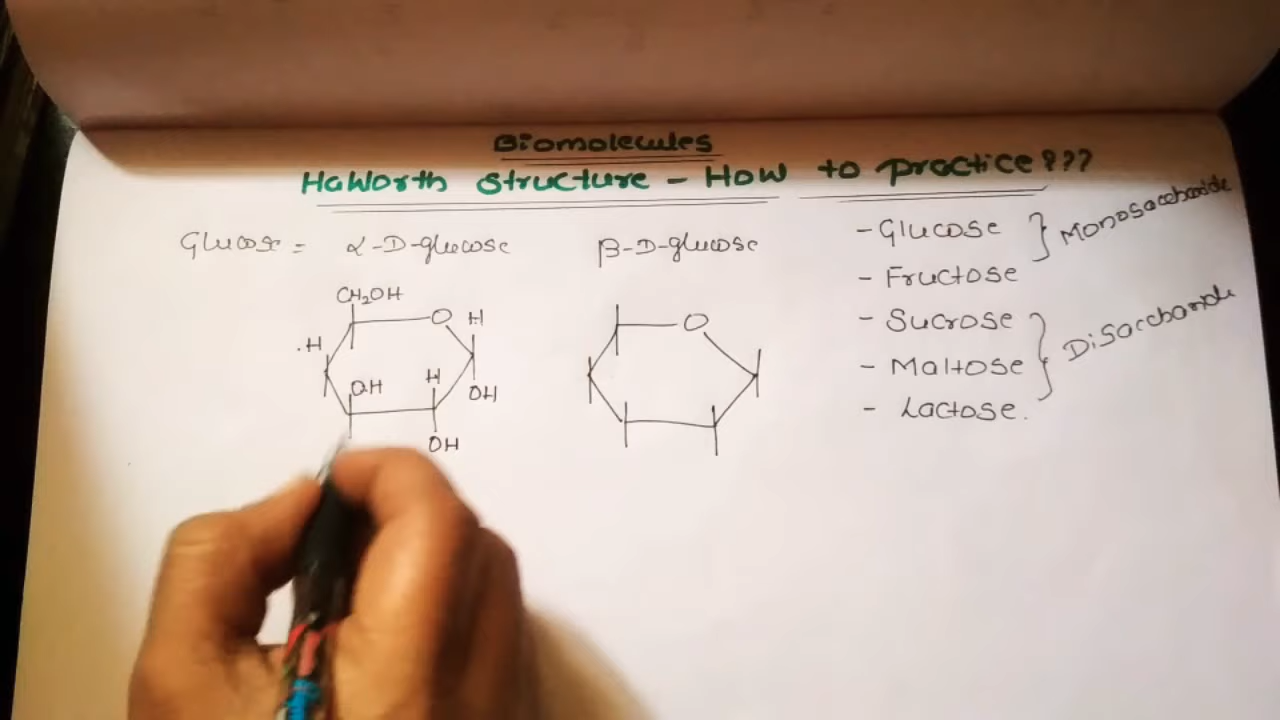 Biomolecules
Haworth Structure - How to practice???
Glucose = α-D-glucose β-D-glucose
- Glucose } Monosaccharide
- Fructose
- Sucrose } Disaccharide
- Maltose
- Lactose.
CH₂OH
O H
.H
OH H
OH
OH
O